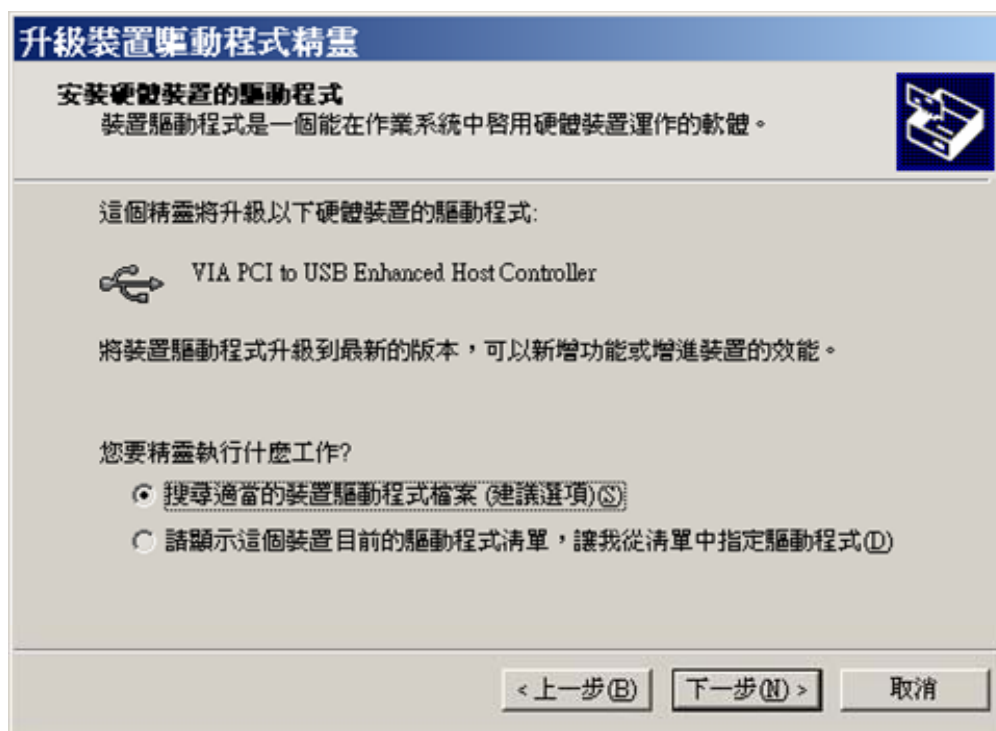 升級裝置驅動程式精靈
安裝硬體裝置的驅動程式
裝置驅動程式是一個能在作業系統中啓用硬體裝置運作的軟體。
這個精靈將升級以下硬體裝置的驅動程式:
VIA PCI to USB Enhanced Host Controller
將裝置驅動程式升級到最新的版本，可以新增功能或增進裝置的效能。
您要精靈執行什麼工作?
搜尋適當的裝置驅動程式檔案 (建議選項)(S)
請顯示這個裝置目前的驅動程式清單，讓我從清單中指定驅動程式(D)
<上一步(B) 下一步(N)> 取消